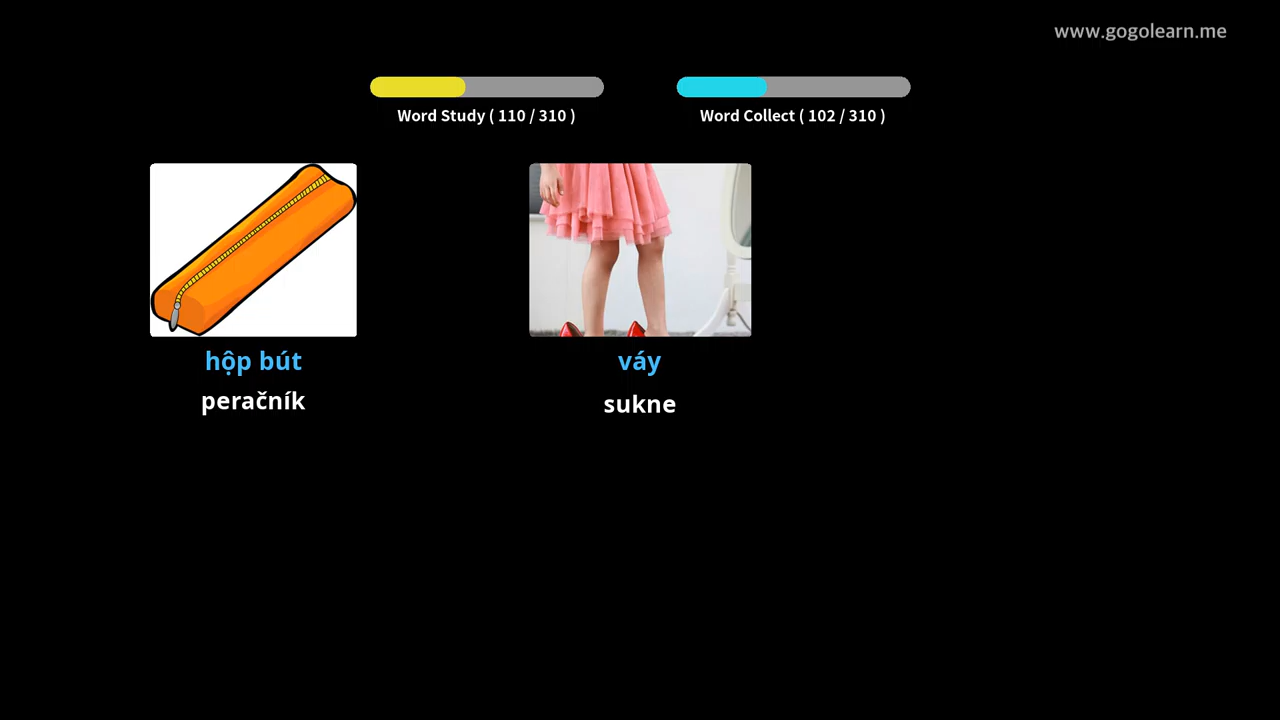 www.gogolearn.me
Word Study ( 110 / 310 )
Word Collect ( 102 / 310 )
hộp bút
peračník
váy
sukne